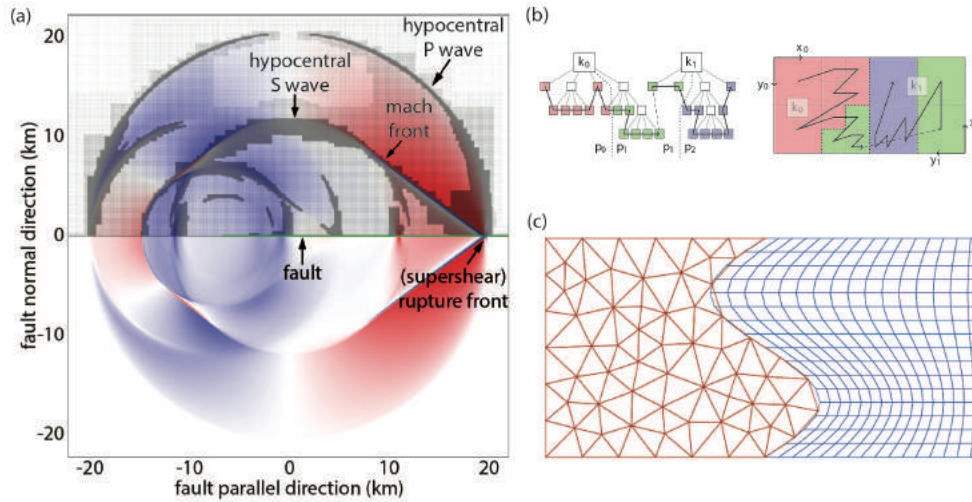 (a)
hypocentral
P wave
hypocentral
S wave
mach
front
fault
(supershear)
rupture front
fault normal direction (km)
20
10
0
-10
-20
-20
-10
0
10
20
fault parallel direction (km)
(b)
k0
k1
p0
p1
p1
p2
x0
y0
k0
k1
y1
(c)